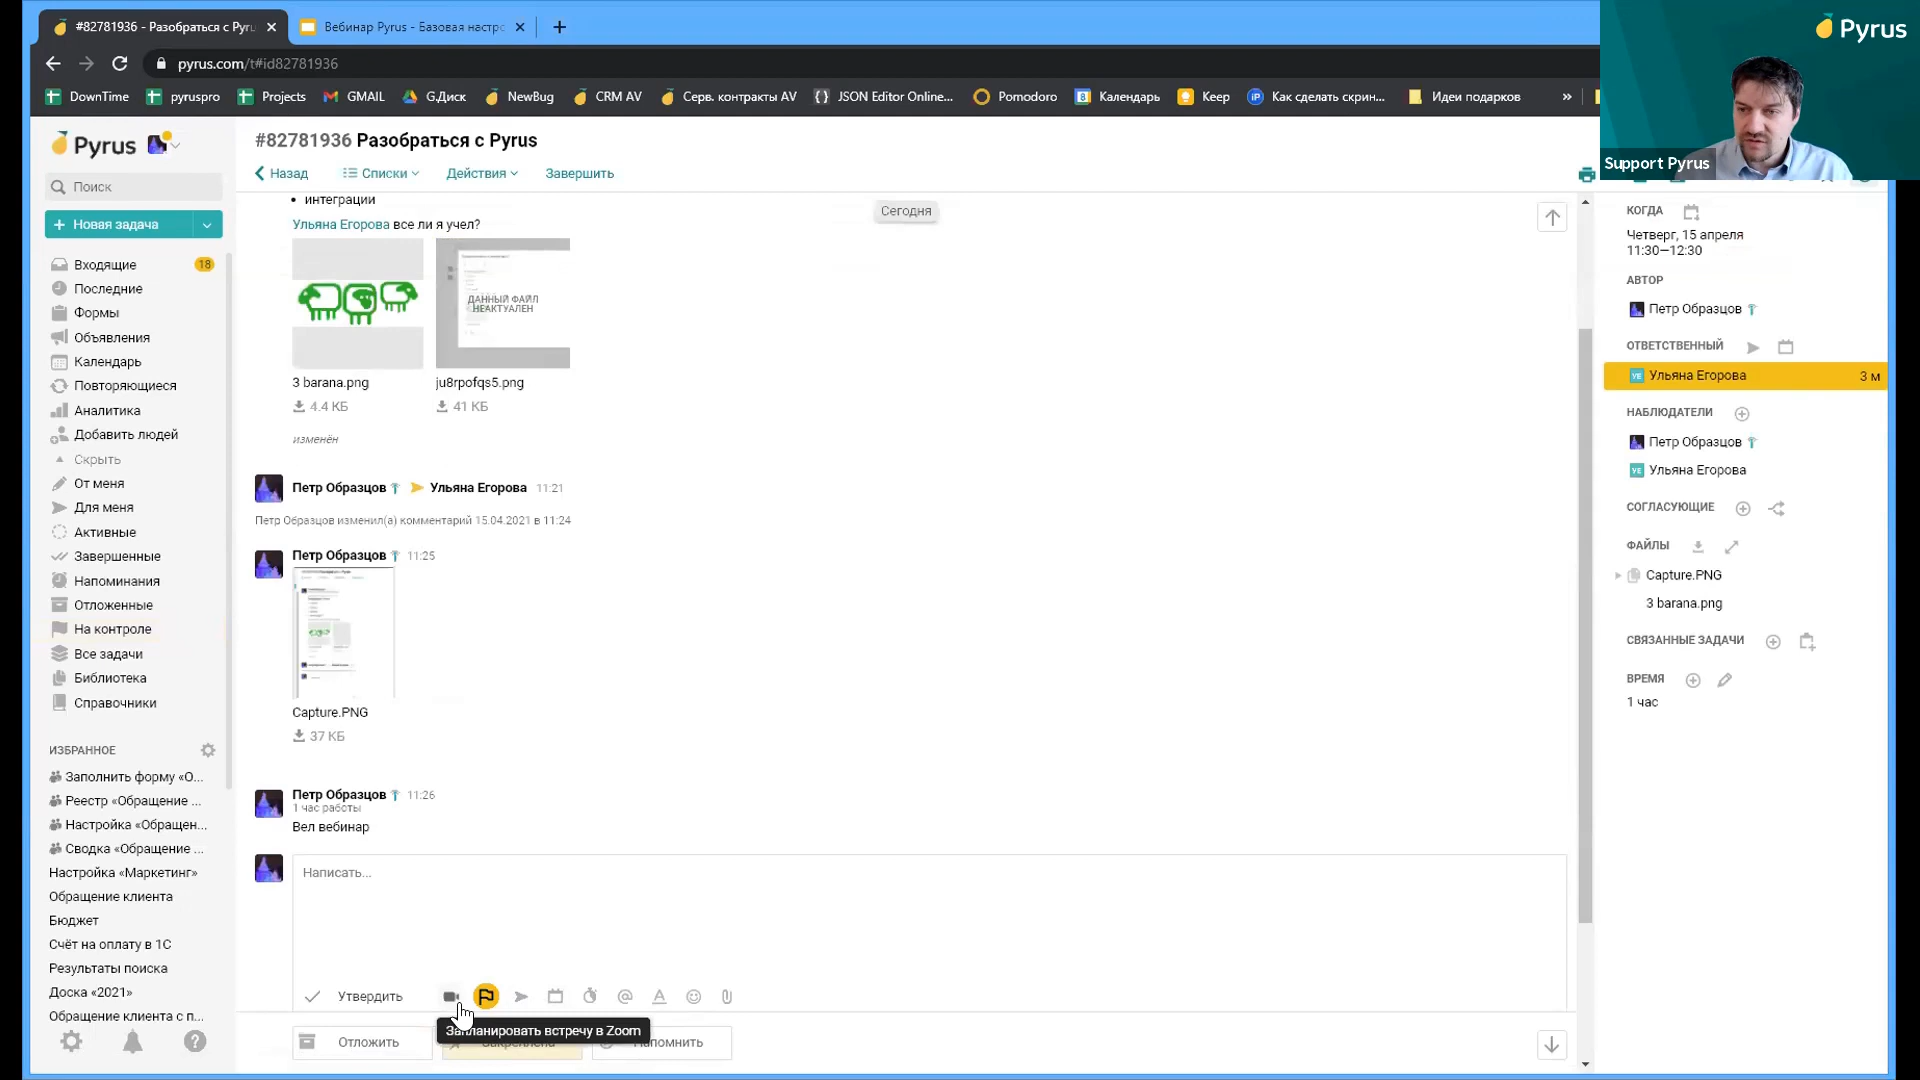 #82781936 - Разобраться с Pyru
Вебинар Pyrus - Базовая настро
pyrus.com/t#id82781936
DownTime
pyruspro
Projects
GMAIL
Г.Диск
NewBug
CRM AV
Серв. контракты AV
JSON Editor Online...
Pomodoro
Календарь
Keep
Как сделать скрин...
Идеи подарков
»
Pyrus
Support Pyrus
Pyrus
Поиск
+ Новая задача
Входящие 18
Последние
Формы
Объявления
Календарь
Повторяющиеся
Аналитика
Добавить людей
Скрыть
От меня
Для меня
Активные
Завершенные
Напоминания
Отложенные
На контроле
Все задачи
Библиотека
Справочники
ИЗБРАННОЕ
Заполнить форму «О...
Реестр «Обращение ...
Настройка «Обращен...
Сводка «Обращение ...
Настройка «Маркетинг»
Обращение клиента
Бюджет
Счёт на оплату в 1С
Результаты поиска
Доска «2021»
Обращение клиента с п...
#82781936 Разобраться с Pyrus
Назад
Списки
Действия
Завершить
• интеграции
Сегодня
Ульяна Егорова все ли я учел?
ДАННЫЙ ФАЙЛ
НЕАКТУАЛЕН
3 barana.png
ju8rpofqs5.png
4.4 КБ
41 КБ
изменён
Петр Образцов Ульяна Егорова 11:21
Петр Образцов изменил(а) комментарий 15.04.2021 в 11:24
Петр Образцов 11:25
Capture.PNG
37 КБ
Петр Образцов 11:26
1 час работы
Вел вебинар
Написать...
Утвердить
Запланировать встречу в Zoom
Отложить
Закреплена
Напомнить
КОГДА
Четверг, 15 апреля
11:30—12:30
АВТОР
Петр Образцов
ОТВЕТСТВЕННЫЙ
YE Ульяна Егорова 3 м
НАБЛЮДАТЕЛИ
Петр Образцов
YE Ульяна Егорова
СОГЛАСУЮЩИЕ
ФАЙЛЫ
Capture.PNG
3 barana.png
СВЯЗАННЫЕ ЗАДАЧИ
ВРЕМЯ
1 час